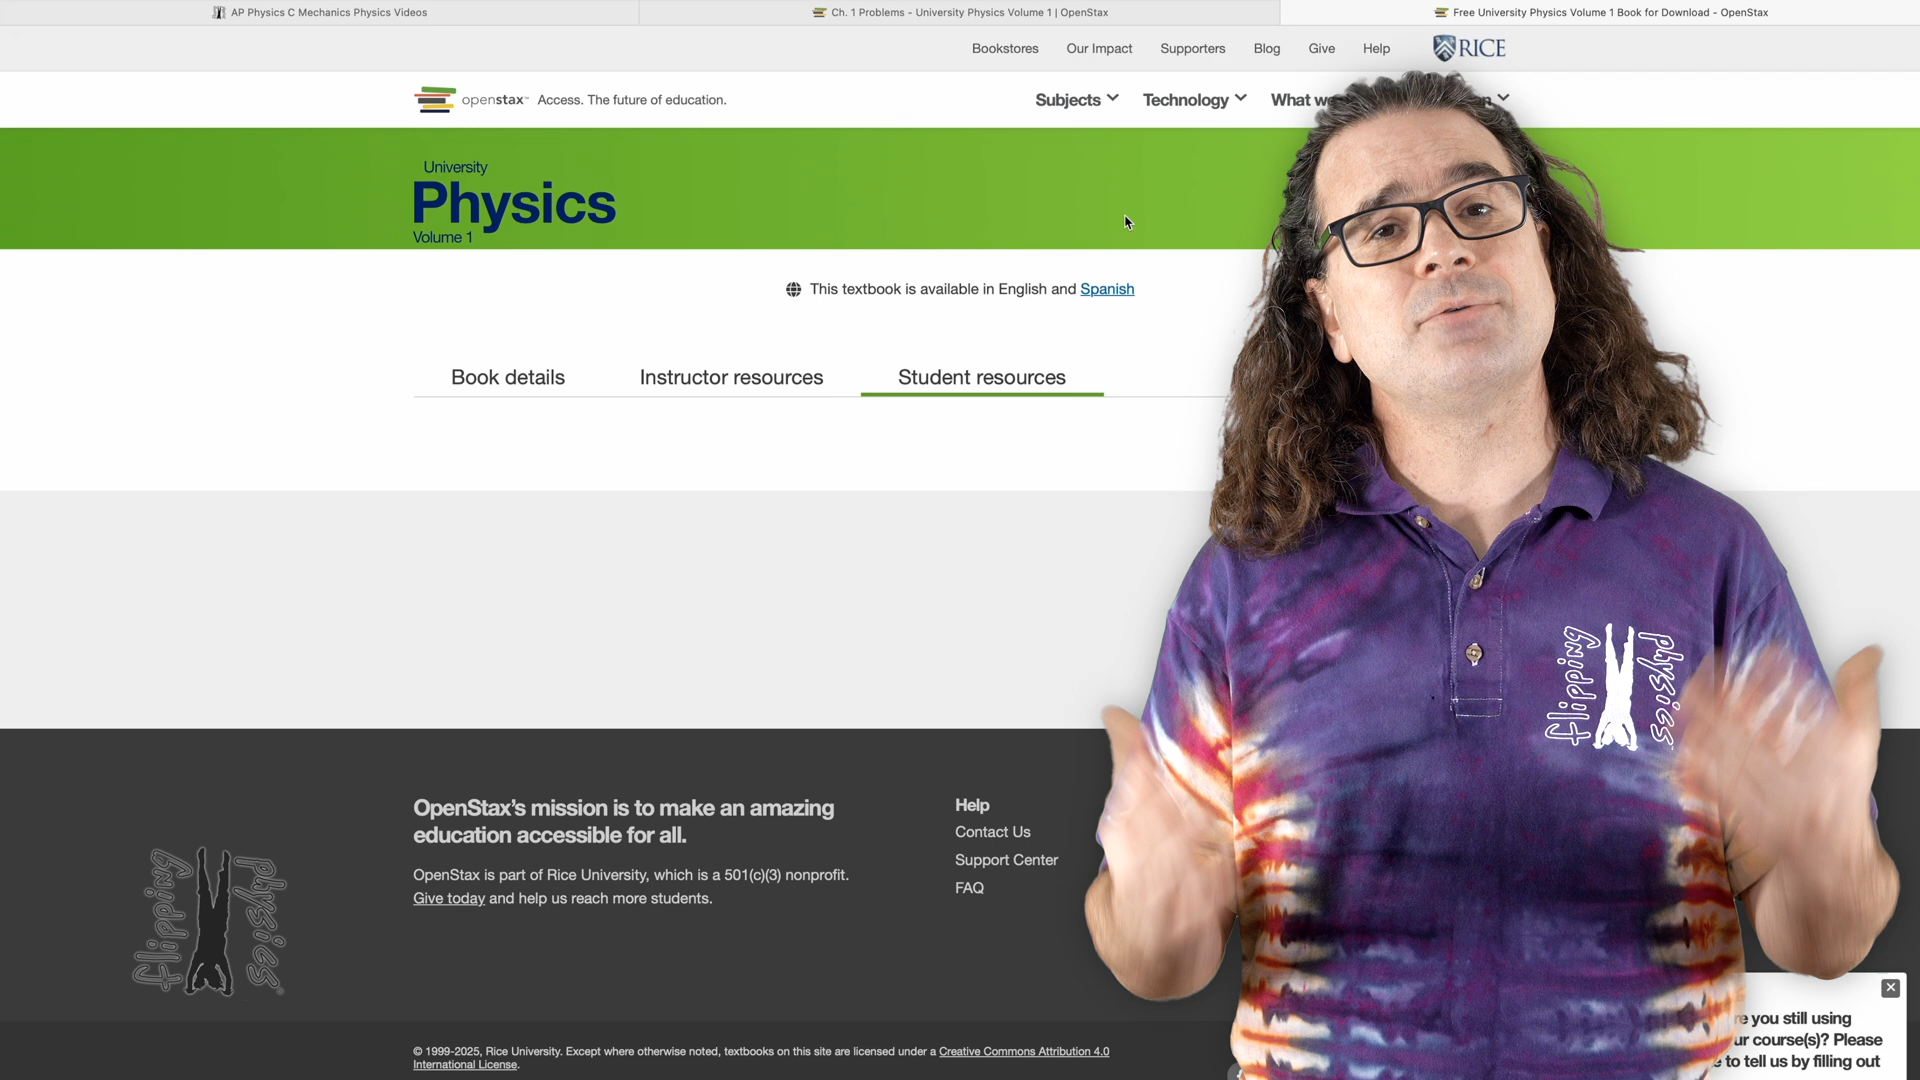 AP Physics C Mechanics Physics Videos
Ch. 1 Problems - University Physics Volume 1 | OpenStax
Free University Physics Volume 1 Book for Download - OpenStax
Bookstores Our Impact Supporters Blog Give Help RICE
openstax™ Access. The future of education.
Subjects Technology What we
University
Physics
Volume 1
This textbook is available in English and Spanish
Book details Instructor resources Student resources
flipping physics
OpenStax's mission is to make an amazing
education accessible for all.
OpenStax is part of Rice University, which is a 501(c)(3) nonprofit.
Give today and help us reach more students.
Help
Contact Us
Support Center
FAQ
flipping physics
you still using
course(s)? Please
to tell us by filling out
© 1999-2025, Rice University. Except where otherwise noted, textbooks on this site are licensed under a Creative Commons Attribution 4.0
International License.